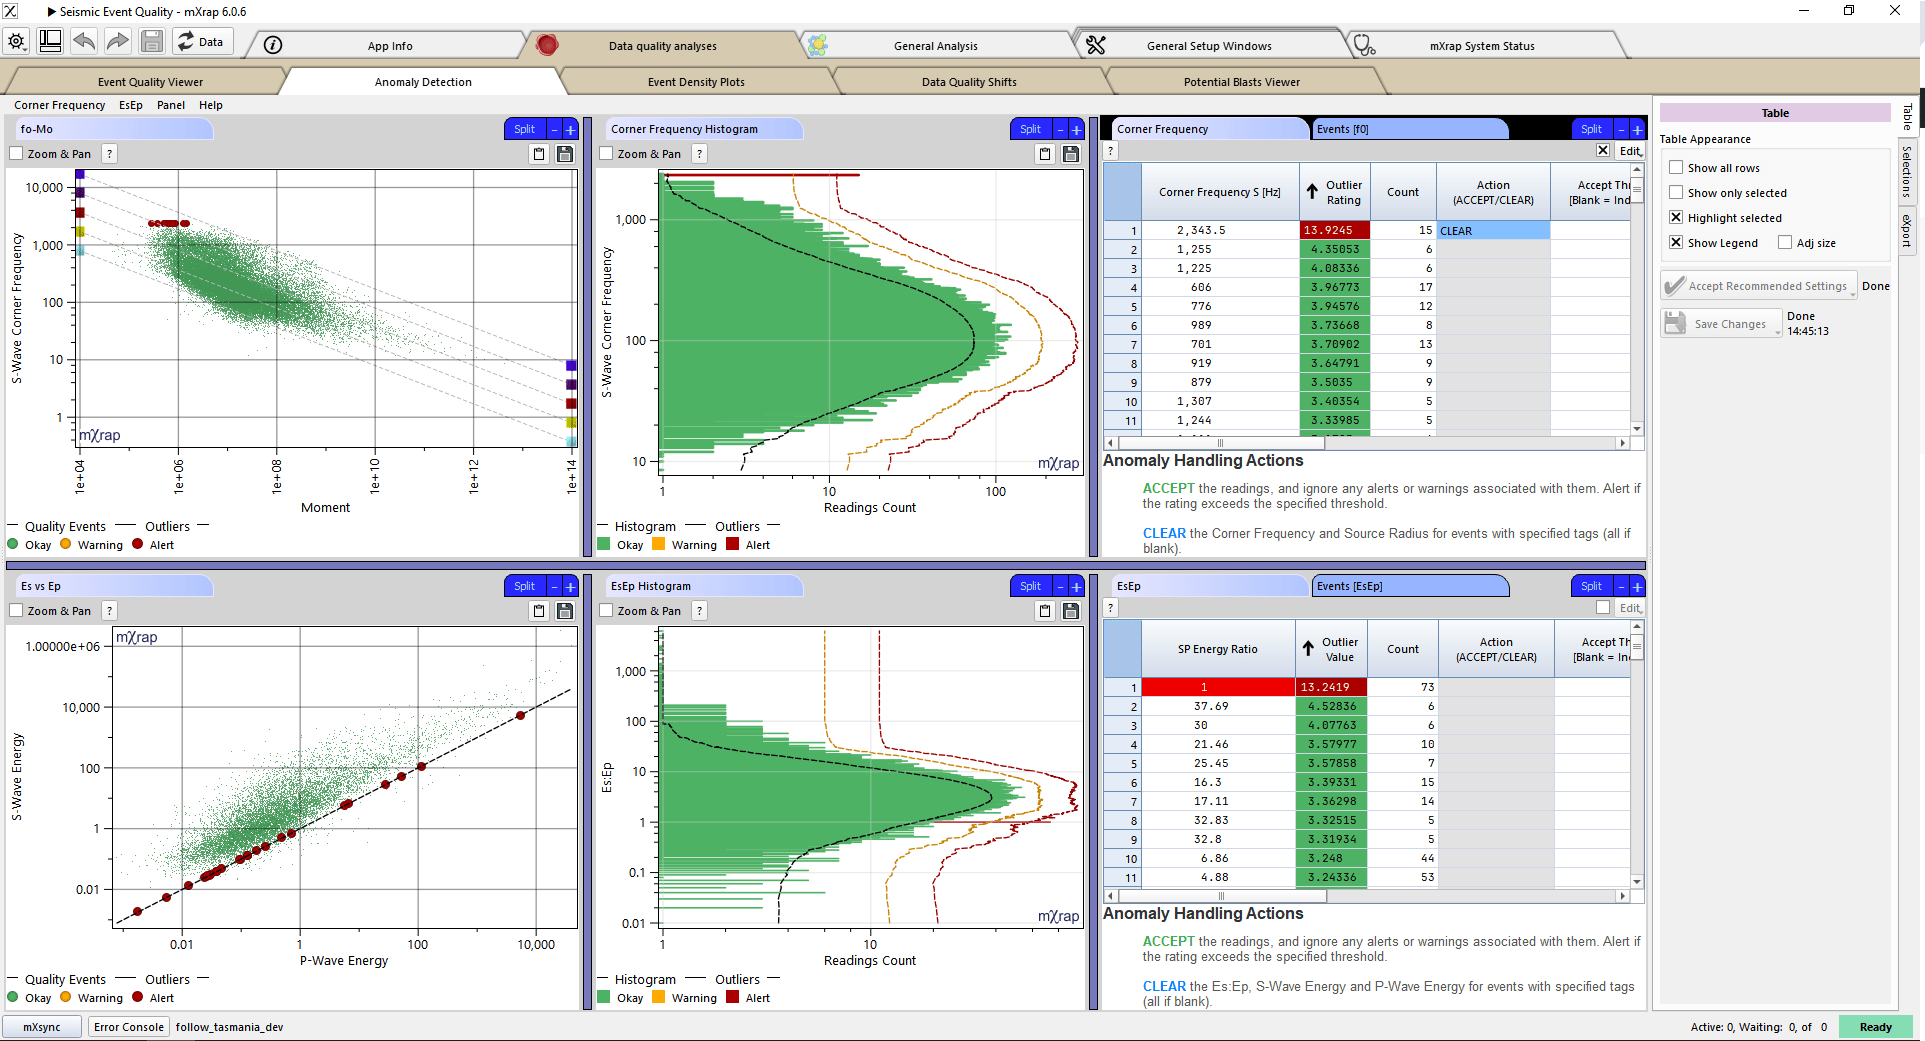 ▶ Seismic Event Quality - mXrap 6.0.6
Data
App Info
Data quality analyses
General Analysis
General Setup Windows
mXrap System Status
Event Quality Viewer
Anomaly Detection
Event Density Plots
Data Quality Shifts
Potential Blasts Viewer
Corner Frequency EsEp Panel Help
fo-Mo
Split - +
Zoom & Pan ?
10,000
1,000
100
10
1
S-Wave Corner Frequency
mXrap
1e+04 1e+06 1e+08 1e+10 1e+12 1e+14
Moment
Quality Events Outliers
Okay Warning Alert
Corner Frequency Histogram
Split - +
Zoom & Pan ?
1,000
100
10
S-Wave Corner Frequency
mXrap
1 10 100
Readings Count
Histogram Outliers
Okay Warning Alert
Corner Frequency
Events [f0]
Split - +
? Edit
Corner Frequency S [Hz] Outlier Rating Count Action (ACCEPT/CLEAR) Accept Thr [Blank = Ind
1 2,343.5 13.9245 15 CLEAR
2 1,255 4.35053 6
3 1,225 4.08336 6
4 606 3.96773 17
5 776 3.94576 12
6 989 3.73668 8
7 701 3.70902 13
8 919 3.64791 9
9 879 3.5035 9
10 1,307 3.40354 5
11 1,244 3.33985 5
Anomaly Handling Actions
ACCEPT the readings, and ignore any alerts or warnings associated with them. Alert if
the rating exceeds the specified threshold.
CLEAR the Corner Frequency and Source Radius for events with specified tags (all if
blank).
Table
Table Appearance
Show all rows
Show only selected
Highlight selected
Show Legend Adj size
Accept Recommended Settings Done
Save Changes Done
14:45:13
Table
Selections
eXport
Es vs Ep
Split - +
Zoom & Pan ?
mXrap
1.00000e+06
10,000
100
1
0.01
S-Wave Energy
0.01 1 100 10,000
P-Wave Energy
Quality Events Outliers
Okay Warning Alert
EsEp Histogram
Split - +
Zoom & Pan ?
1,000
100
10
1
0.1
0.01
Es:Ep
mXrap
1 10
Readings Count
Histogram Outliers
Okay Warning Alert
EsEp
Events [EsEp]
Split - +
? Edit
SP Energy Ratio Outlier Value Count Action (ACCEPT/CLEAR) Accept Th [Blank = In
1 1 13.2419 73
2 37.69 4.52836 6
3 30 4.07763 6
4 21.46 3.57977 10
5 25.45 3.57858 7
6 16.3 3.39331 15
7 17.11 3.36298 14
8 32.83 3.32515 5
9 32.8 3.31934 5
10 6.86 3.248 44
11 4.88 3.24336 53
Anomaly Handling Actions
ACCEPT the readings, and ignore any alerts or warnings associated with them. Alert if
the rating exceeds the specified threshold.
CLEAR the Es:Ep, S-Wave Energy and P-Wave Energy for events with specified tags
(all if blank).
mXsync Error Console follow_tasmania_dev
Active: 0, Waiting: 0, of 0 Ready